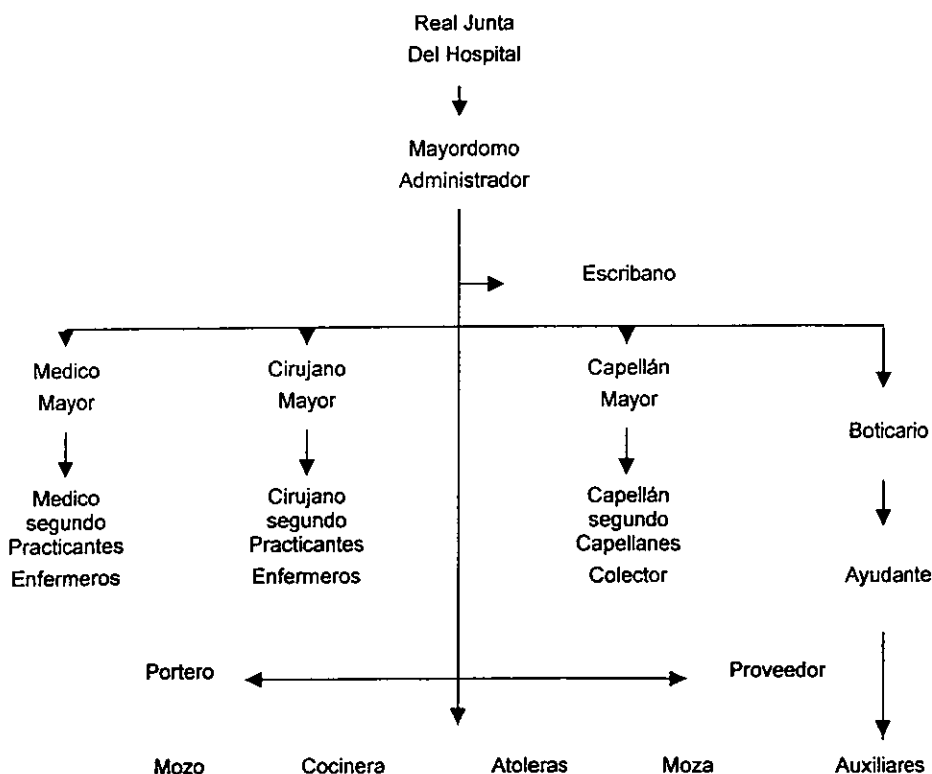 Real Junta
Del Hospital
Mayordomo
Administrador
Escribano
Medico
Mayor
Cirujano
Mayor
Capellán
Mayor
Boticario
Medico
segundo
Practicantes
Enfermeros
Cirujano
segundo
Practicantes
Enfermeros
Capellán
segundo
Capellanes
Colector
Ayudante
Portero
Proveedor
Mozo
Cocinera
Atoleras
Moza
Auxiliares